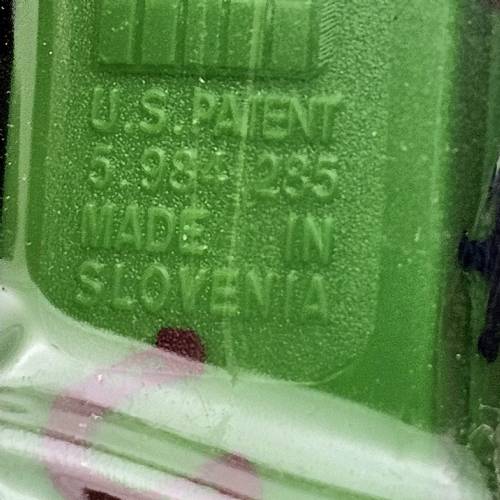 U.S.PATENT
5.984.285
MADE IN
SLOVENIA